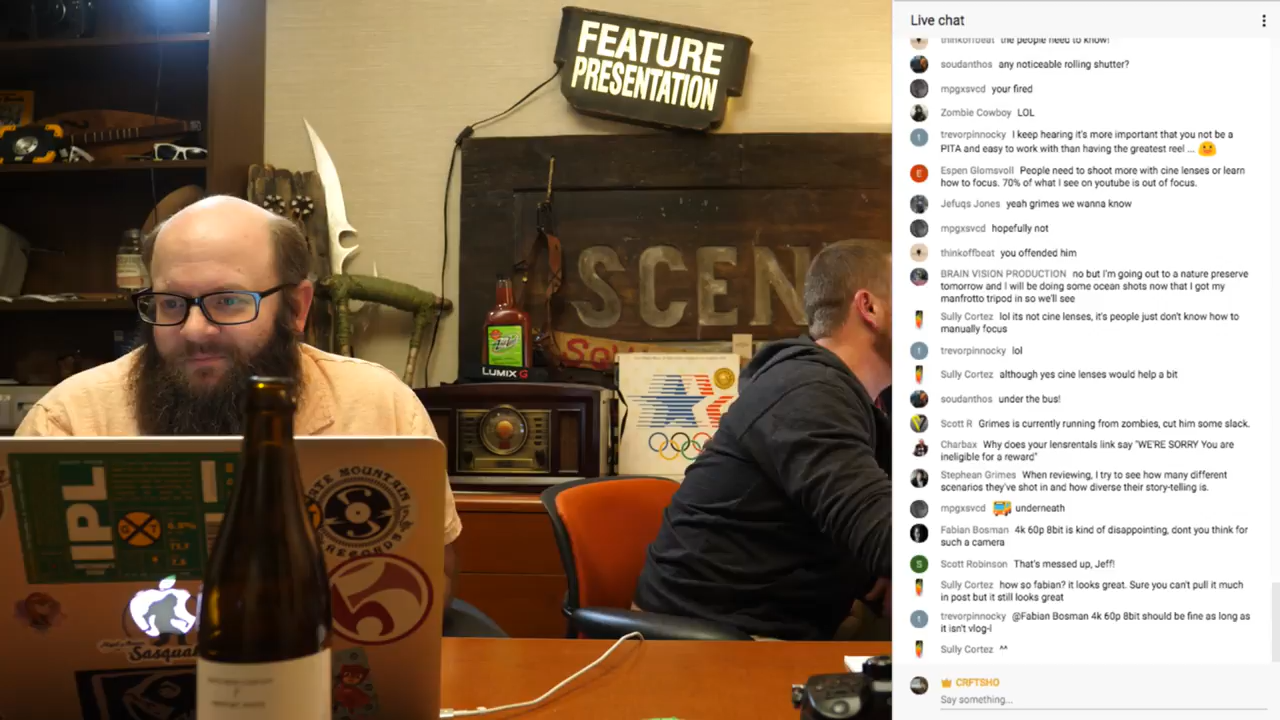 FEATURE
PRESENTATION
SCEN
LUMIX G
IPL
MOUNTAIN
RECORDS
Sasqua
Live chat
thinkoffbeat the people need to know!
soudanthos any noticeable rolling shutter?
mpgxsvcd your fired
Zombie Cowboy LOL
trevorpinnocky I keep hearing it's more important that you not be a
PITA and easy to work with than having the greatest reel ...
Espen Glomsvoll People need to shoot more with cine lenses or learn
how to focus. 70% of what I see on youtube is out of focus.
Jefuqs Jones yeah grimes we wanna know
mpgxsvcd hopefully not
thinkoffbeat you offended him
BRAIN VISION PRODUCTION no but I'm going out to a nature preserve
tomorrow and I will be doing some ocean shots now that I got my
manfrotto tripod in so we'll see
Sully Cortez lol its not cine lenses, it's people just don't know how to
manually focus
trevorpinnocky lol
Sully Cortez although yes cine lenses would help a bit
soudanthos under the bus!
Scott R Grimes is currently running from zombies, cut him some slack.
Charbax Why does your lensrentals link say "WE'RE SORRY You are
ineligible for a reward"
Stephean Grimes When reviewing, I try to see how many different
scenarios they've shot in and how diverse their story-telling is.
mpgxsvcd underneath
Fabian Bosman 4k 60p 8bit is kind of disappointing, dont you think for
such a camera
Scott Robinson That's messed up, Jeff!
Sully Cortez how so fabian? it looks great. Sure you can't pull it much
in post but it still looks great
trevorpinnocky @Fabian Bosman 4k 60p 8bit should be fine as long as
it isn't vlog-l
Sully Cortez ^^
CRFTSHO
Say something...